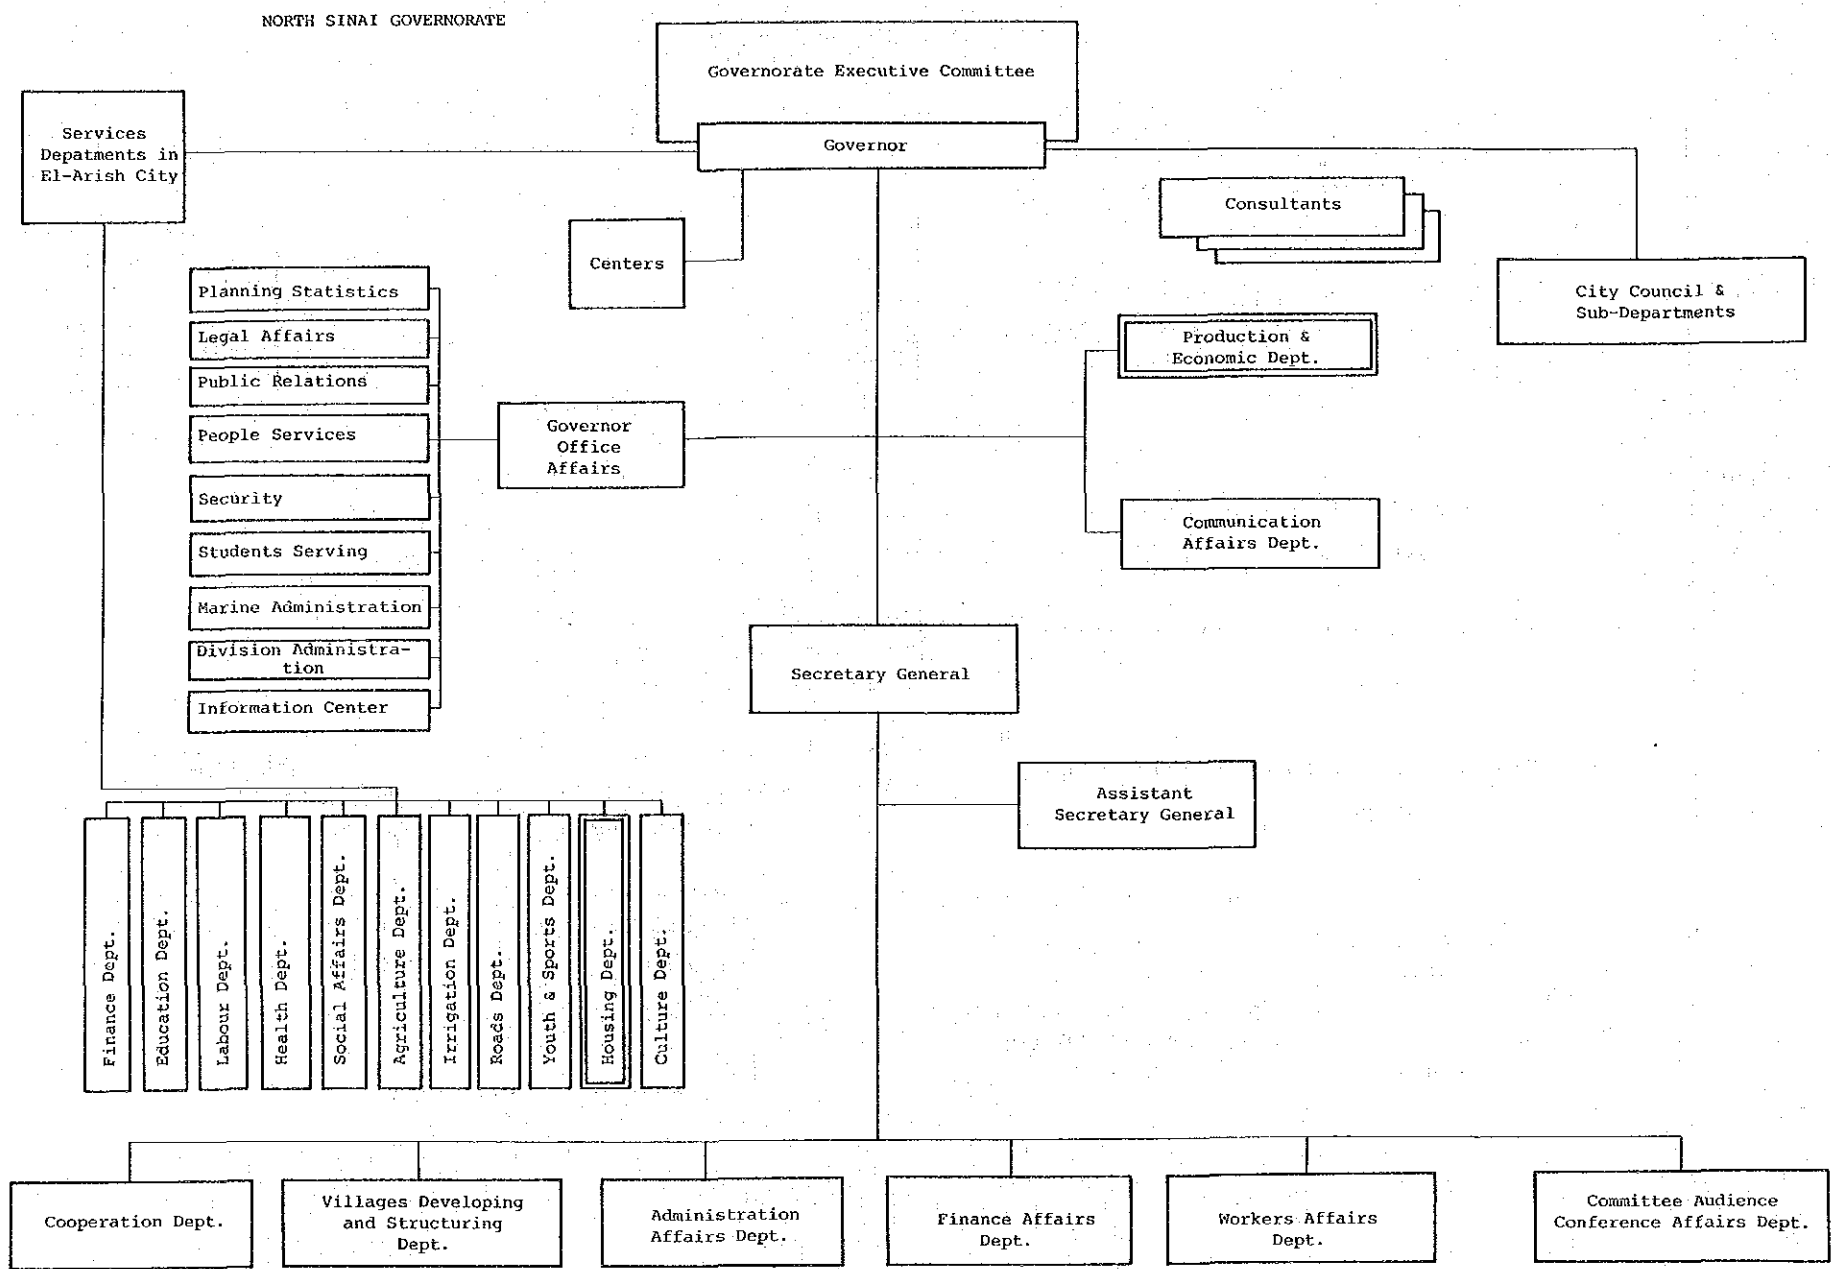 NORTH SINAI GOVERNORATE
Governorate Executive Committee
Governor
Services
Depatments in
El-Arish City
Centers
Consultants
City Council &
Sub-Departments
Planning Statistics
Legal Affairs
Public Relations
People Services
Security
Students Serving
Marine Administration
Division Administra-
tion
Information Center
Governor
Office
Affairs
Production &
Economic Dept.
Communication
Affairs Dept.
Secretary General
Assistant
Secretary General
Finance Dept.
Education Dept.
Labour Dept.
Health Dept.
Social Affairs Dept.
Agriculture Dept.
Irrigation Dept.
Roads Dept.
Youth & Sports Dept.
Housing Dept.
Culture Dept.
Cooperation Dept.
Villages Developing
and Structuring
Dept.
Administration
Affairs Dept.
Finance Affairs
Dept.
Workers Affairs
Dept.
Committee Audience
Conference Affairs Dept.